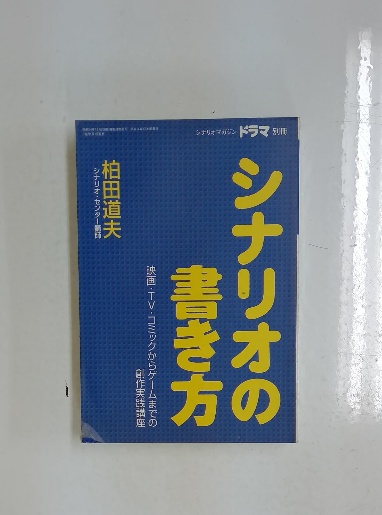 シナリオマガジン ドラマ 別冊
シナリオの
書き方
映画・TV・コミックからゲームまでの
創作実践講座
柏田道夫
シナリオ・センター講師